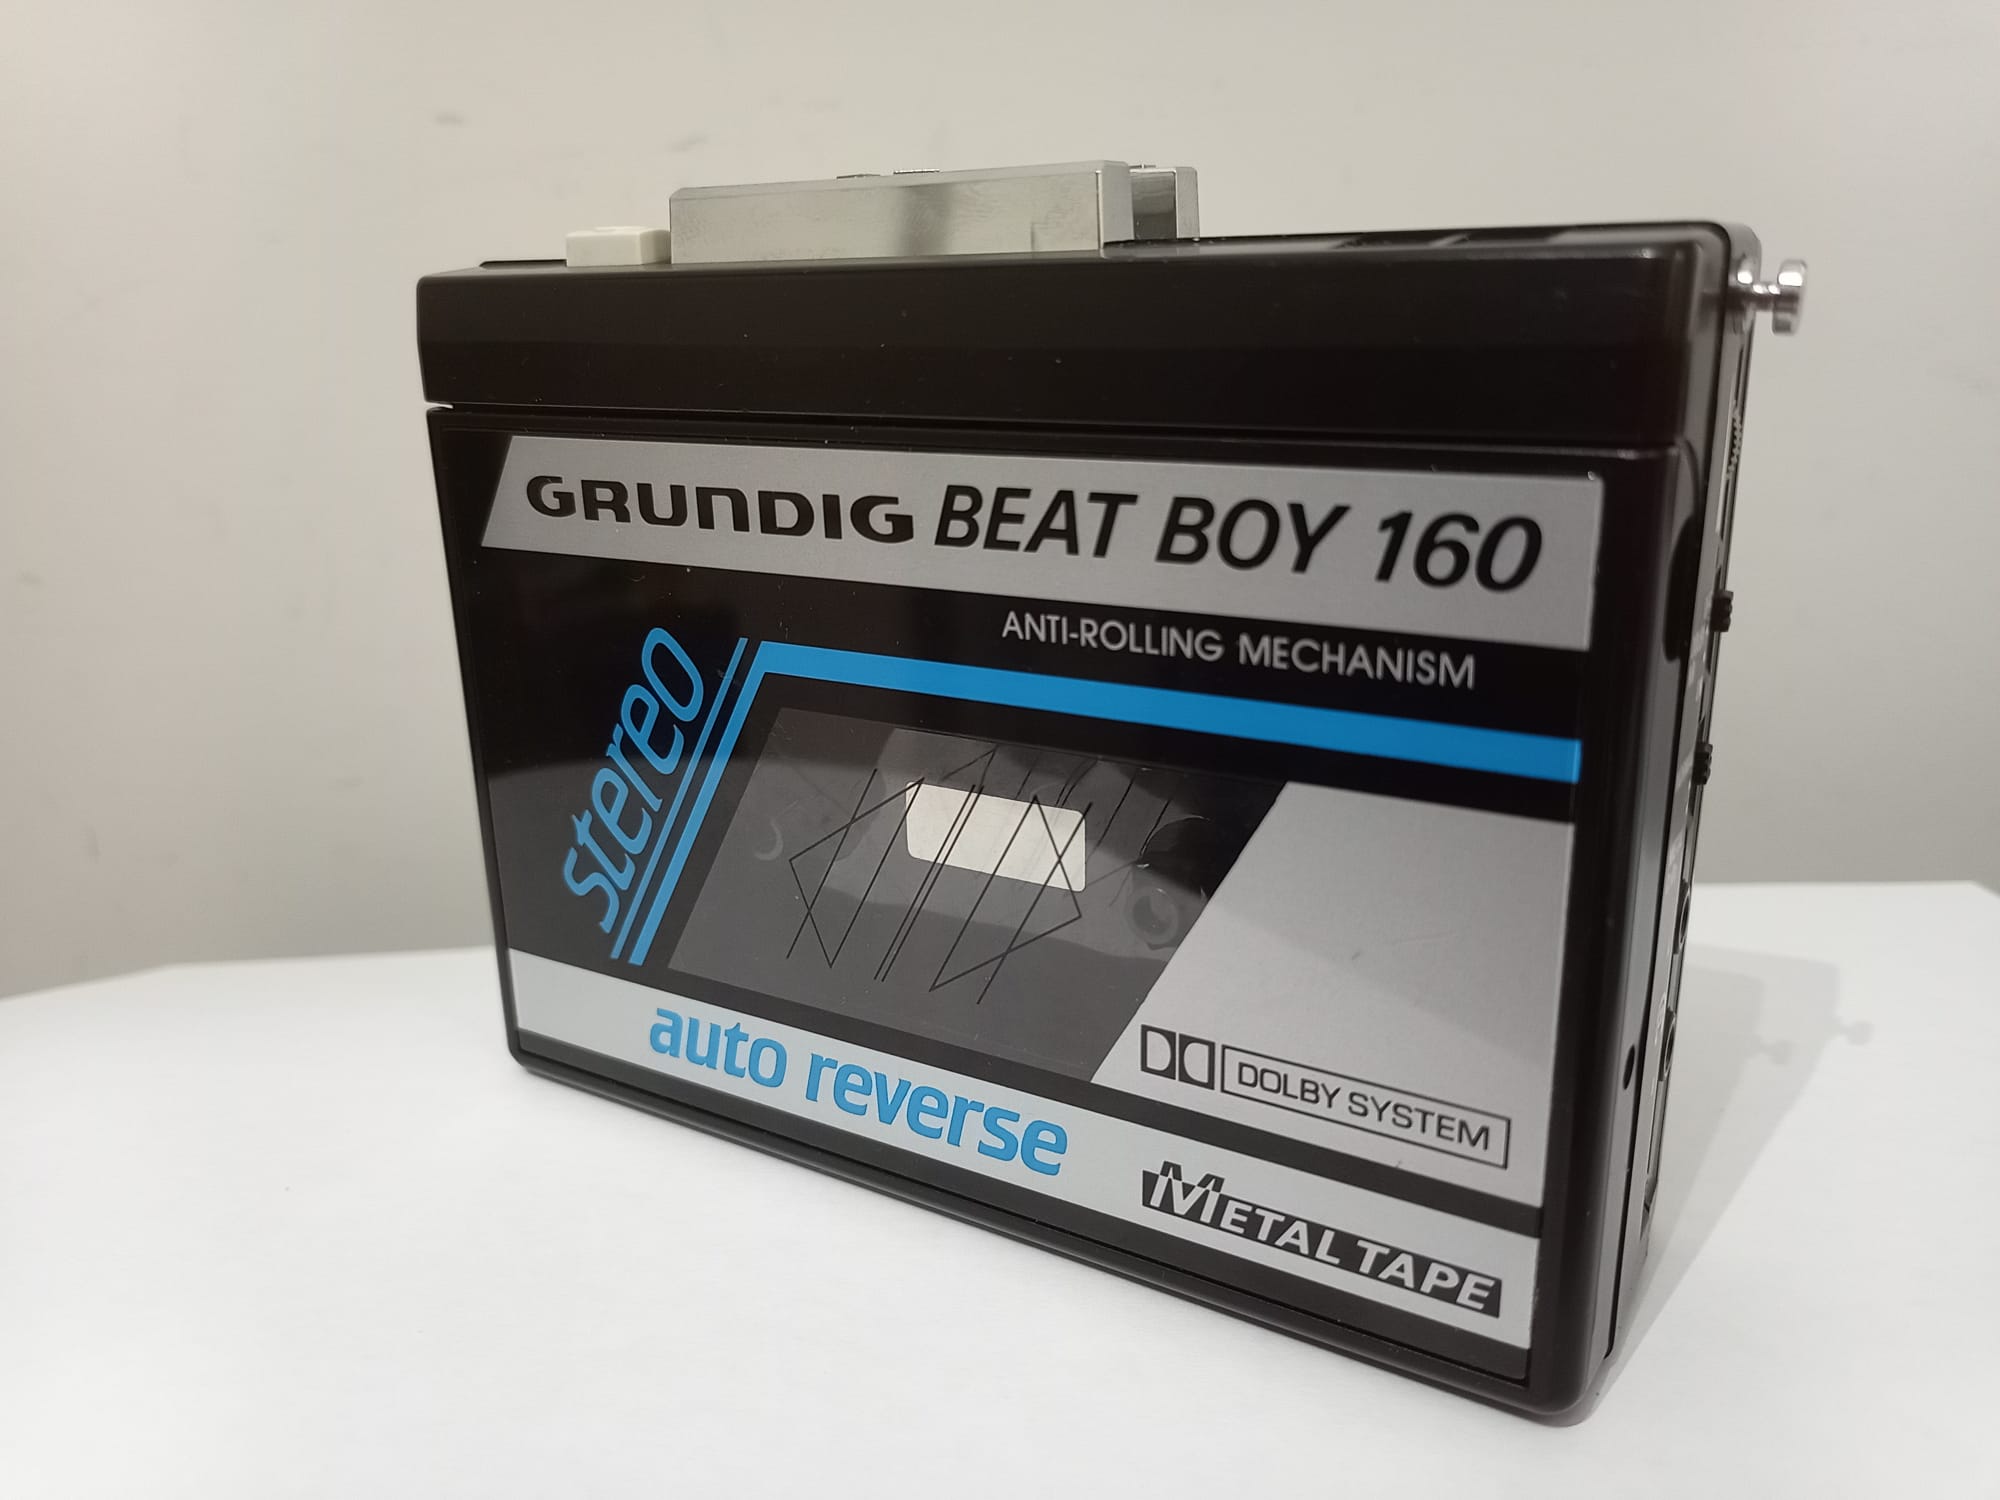 GRUNDIG BEAT BOY 160
ANTI-ROLLING MECHANISM
stereo
DOLBY SYSTEM
auto reverse
METAL TAPE